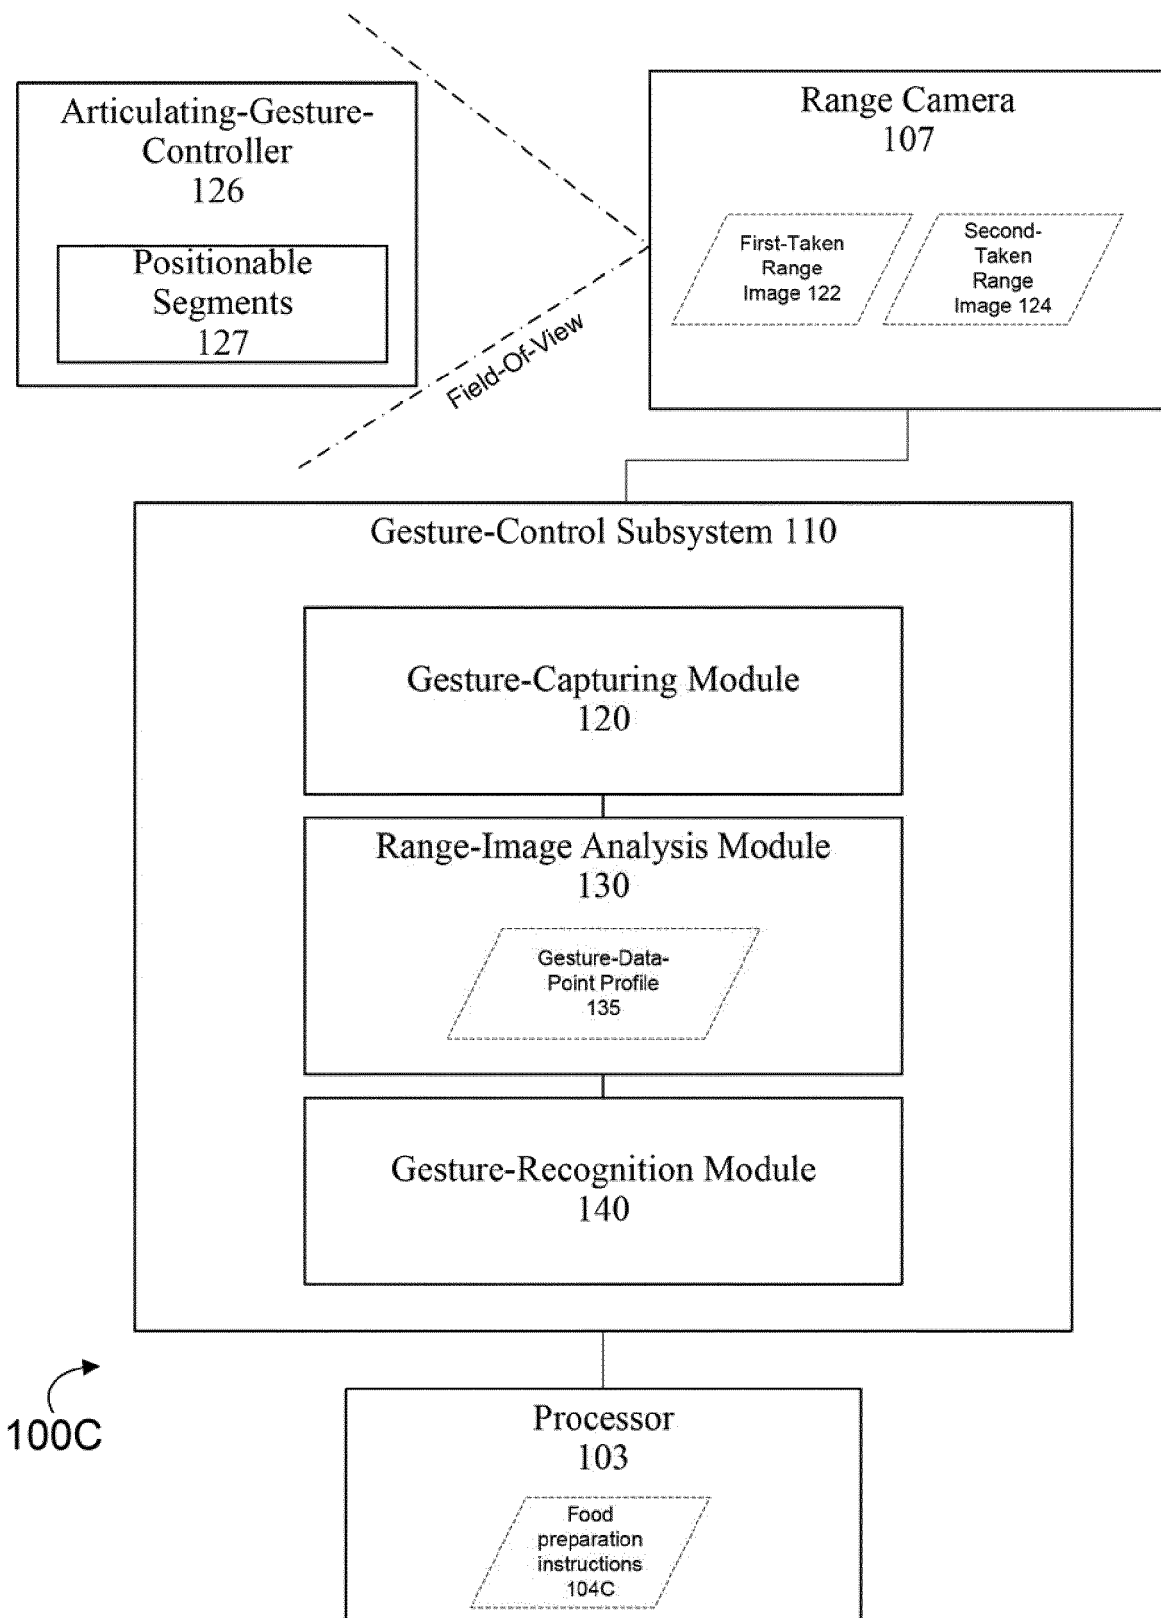 Articulating-Gesture-
Controller
126
Positionable
Segments
127
Field-Of-View
Range Camera
107
First-Taken
Range
Image 122
Second-
Taken
Range
Image 124
Gesture-Control Subsystem 110
Gesture-Capturing Module
120
Range-Image Analysis Module
130
Gesture-Data-
Point Profile
135
Gesture-Recognition Module
140
100C
Processor
103
Food
preparation
instructions
104C